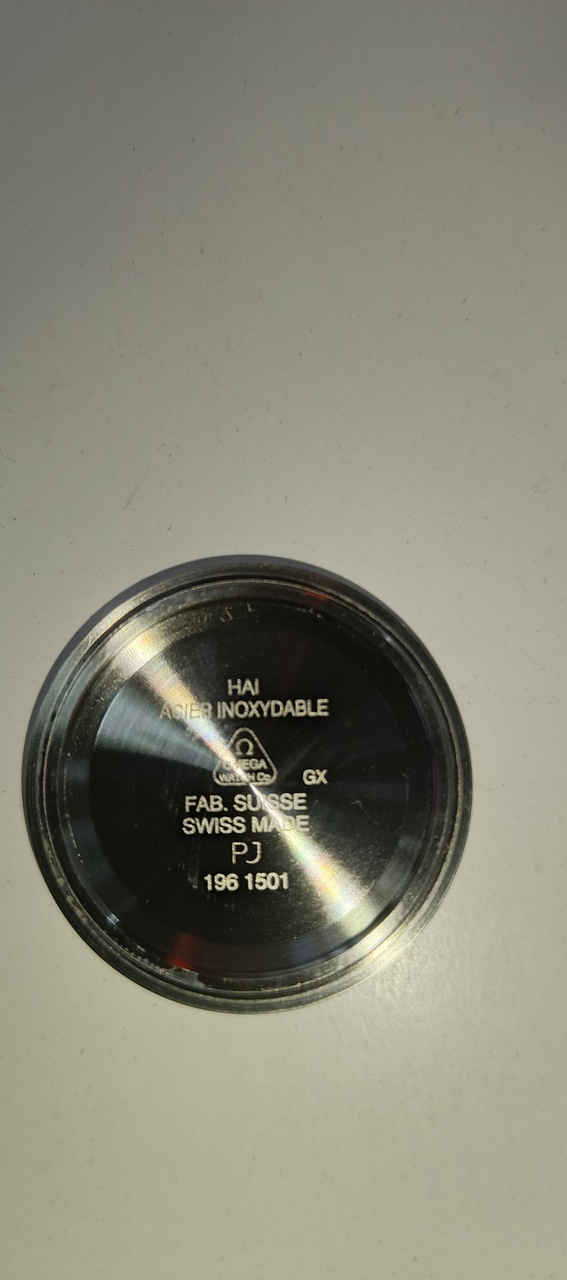 HAI
ACIER INOXYDABLE
Ω
OMEGA
WATCH Co
GX
FAB. SUISSE
SWISS MADE
PJ
196 1501